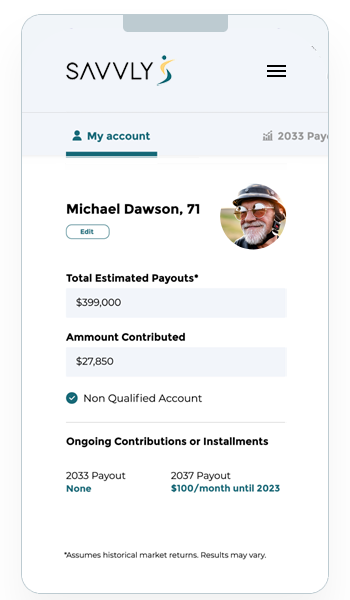 SAVVLY
My account
2033 Payo
Michael Dawson, 71
Edit
Total Estimated Payouts*
$399,000
Ammount Contributed
$27,850
Non Qualified Account
Ongoing Contributions or Installments
2033 Payout 2037 Payout
None $100/month until 2023
*Assumes historical market returns. Results may vary.